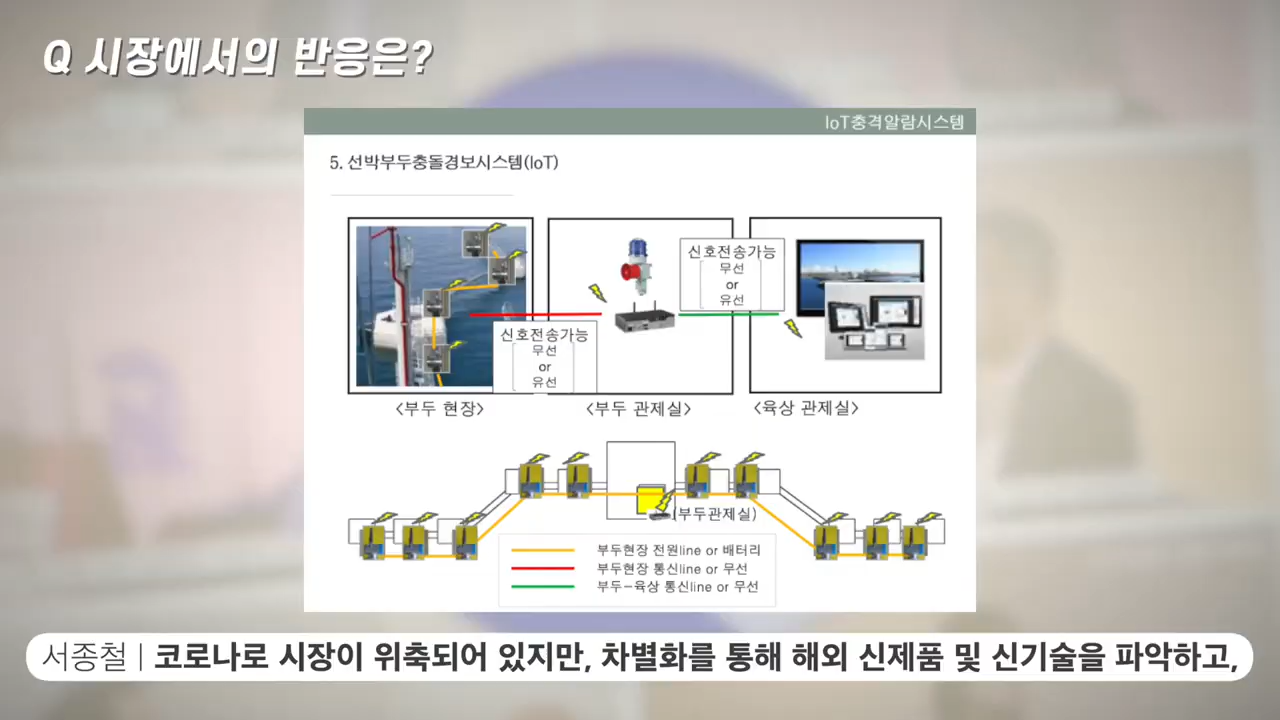 Q 시장에서의 반응은?
IoT충격알람시스템
5. 선박부두충돌경보시스템(IoT)
신호전송가능
무선
or
유선
신호전송가능
무선
or
유선
<부두 현장>
<부두 관제실>
<육상 관제실>
(부두관제실)
부두현장 전원line or 배터리
부두현장 통신line or 무선
부두-육상 통신line or 무선
서종철 | 코로나로 시장이 위축되어 있지만, 차별화를 통해 해외 신제품 및 신기술을 파악하고,